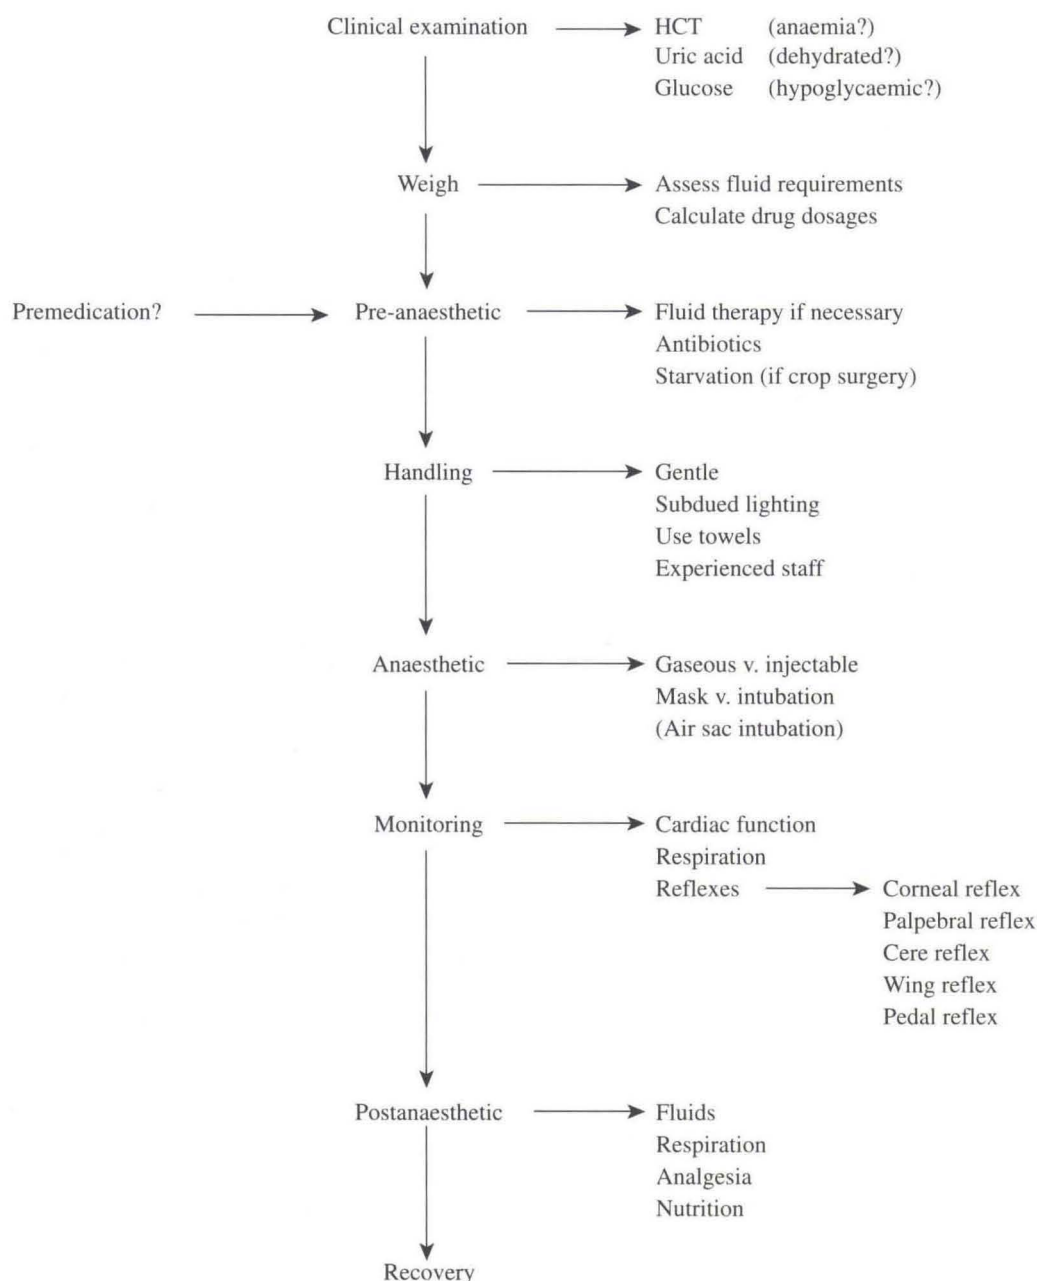 Clinical examination HCT (anaemia?)
Uric acid (dehydrated?)
Glucose (hypoglycaemic?)
Weigh Assess fluid requirements
Calculate drug dosages
Premedication? Pre-anaesthetic Fluid therapy if necessary
Antibiotics
Starvation (if crop surgery)
Handling Gentle
Subdued lighting
Use towels
Experienced staff
Anaesthetic Gaseous v. injectable
Mask v. intubation
(Air sac intubation)
Monitoring Cardiac function
Respiration
Reflexes Corneal reflex
Palpebral reflex
Cere reflex
Wing reflex
Pedal reflex
Postanaesthetic Fluids
Respiration
Analgesia
Nutrition
Recovery